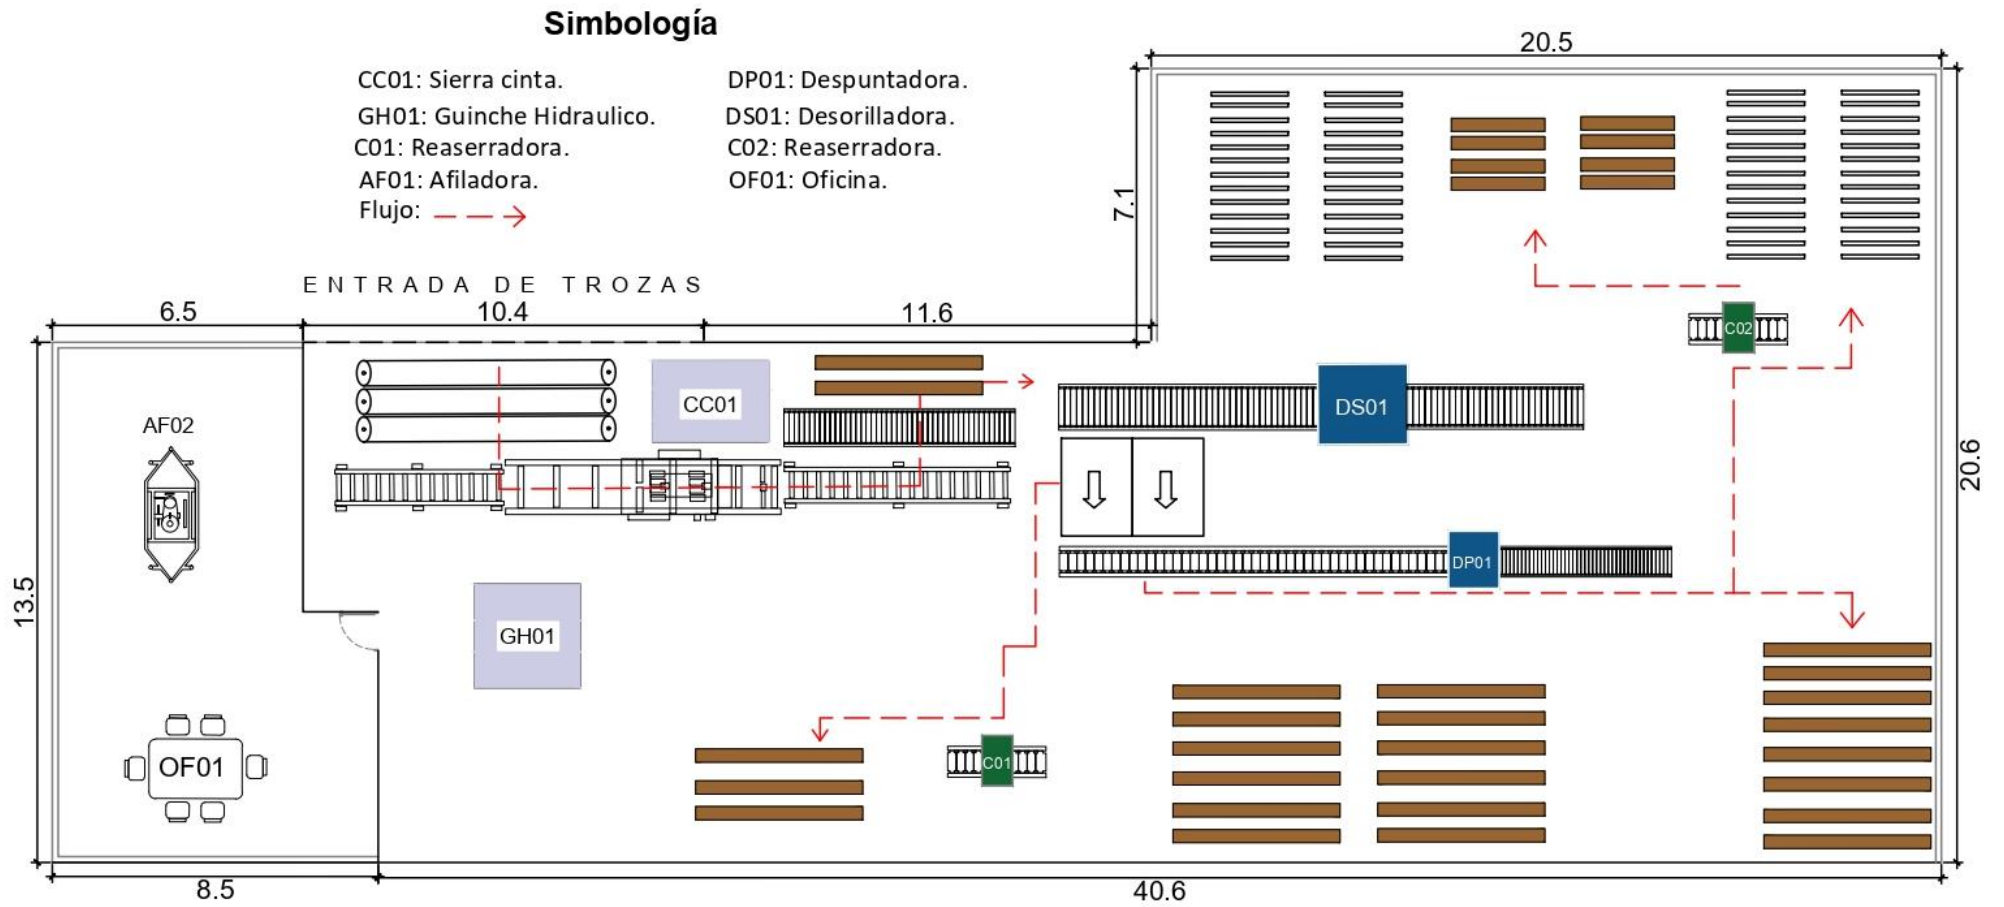 Simbología
CC01: Sierra cinta.
DP01: Despuntadora.
GH01: Guinche Hidraulico.
DS01: Desorilladora.
C01: Reaserradora.
C02: Reaserradora.
AF01: Afiladora.
OF01: Oficina.
Flujo:
20.5
7.1
ENTRADA DE TROZAS
6.5
10.4
11.6
C02
CC01
DS01
AF02
20.6
DP01
13.5
GH01
OF01
C01
8.5
40.6